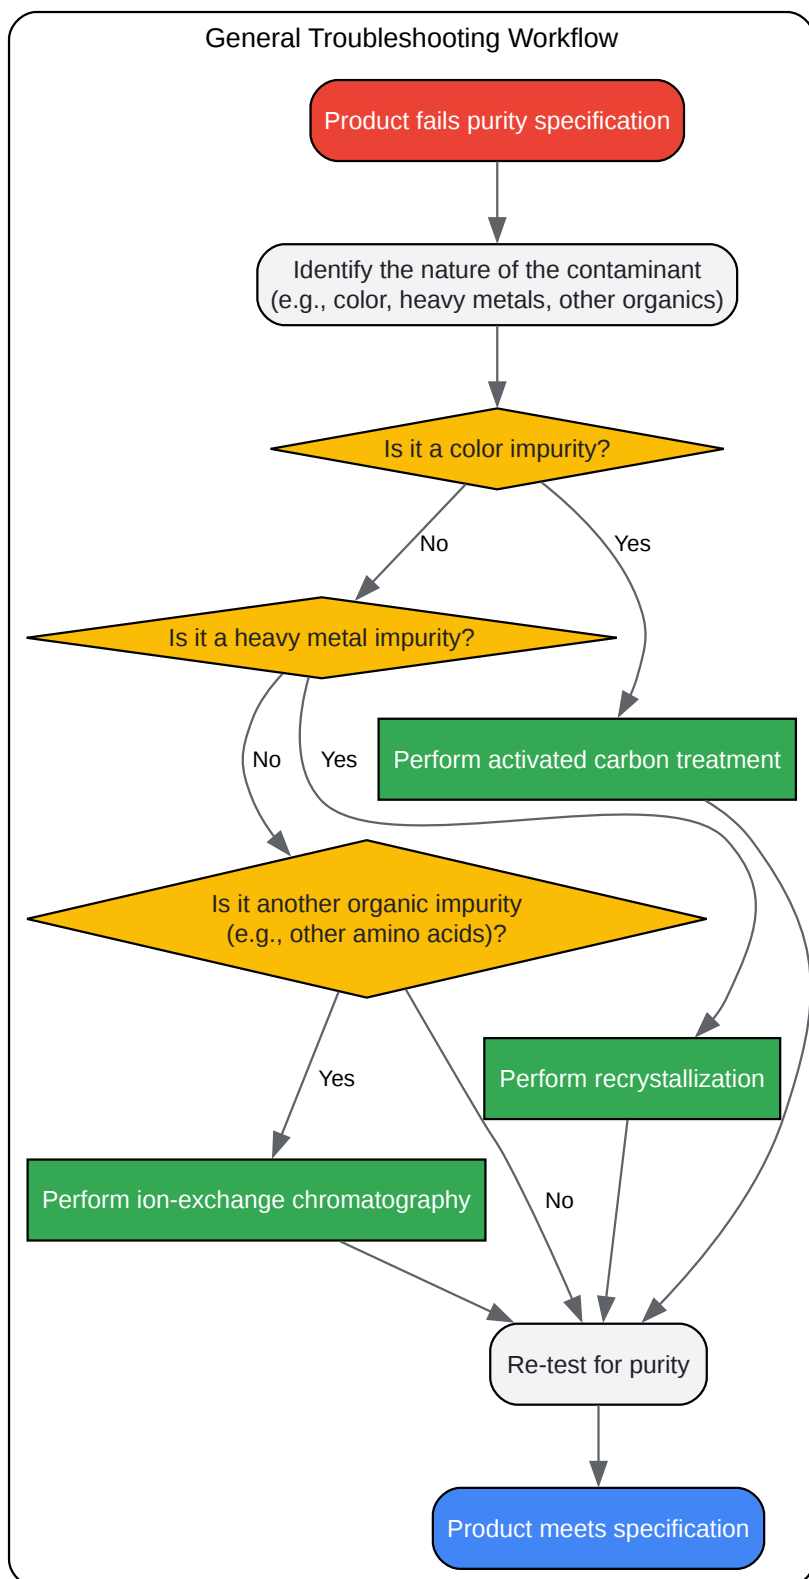 General Troubleshooting Workflow
Product fails purity specification
Identify the nature of the contaminant
(e.g., color, heavy metals, other organics)
Is it a color impurity?
No
Yes
Is it a heavy metal impurity?
No
Yes
Perform activated carbon treatment
Is it another organic impurity
(e.g., other amino acids)?
Yes
Perform recrystallization
Perform ion-exchange chromatography
No
Re-test for purity
Product meets specification